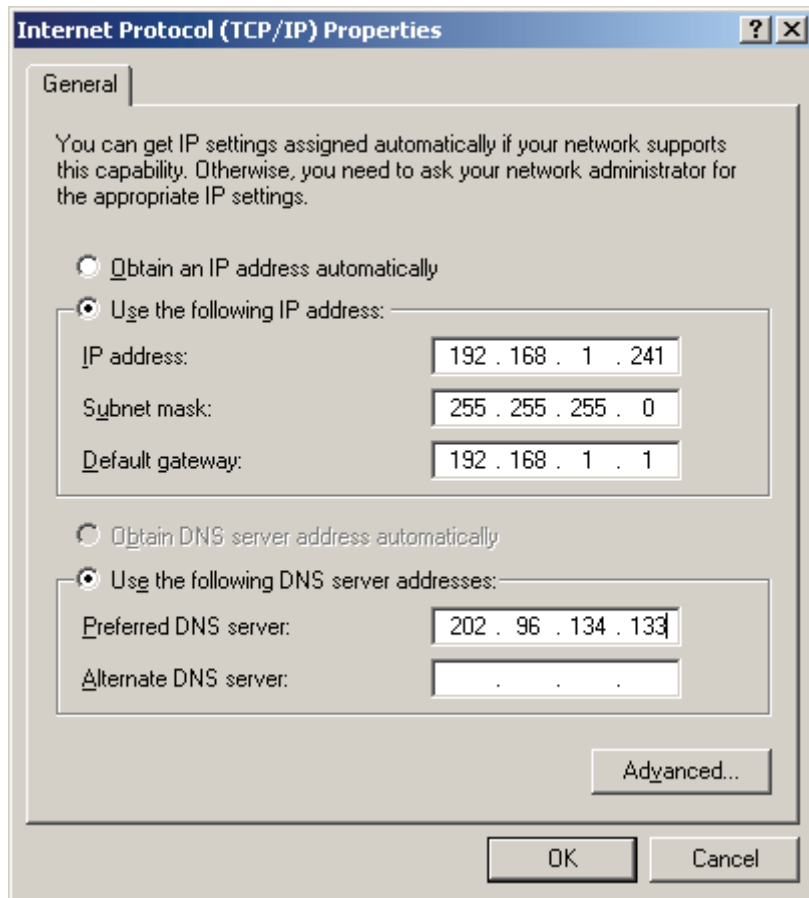 Internet Protocol (TCP/IP) Properties
General
You can get IP settings assigned automatically if your network supports
this capability. Otherwise, you need to ask your network administrator for
the appropriate IP settings.
Obtain an IP address automatically
Use the following IP address:
IP address: 192 . 168 . 1 . 241
Subnet mask: 255 . 255 . 255 . 0
Default gateway: 192 . 168 . 1 . 1
Obtain DNS server address automatically
Use the following DNS server addresses:
Preferred DNS server: 202 . 96 . 134 . 133
Alternate DNS server: . . .
Advanced...
OK Cancel